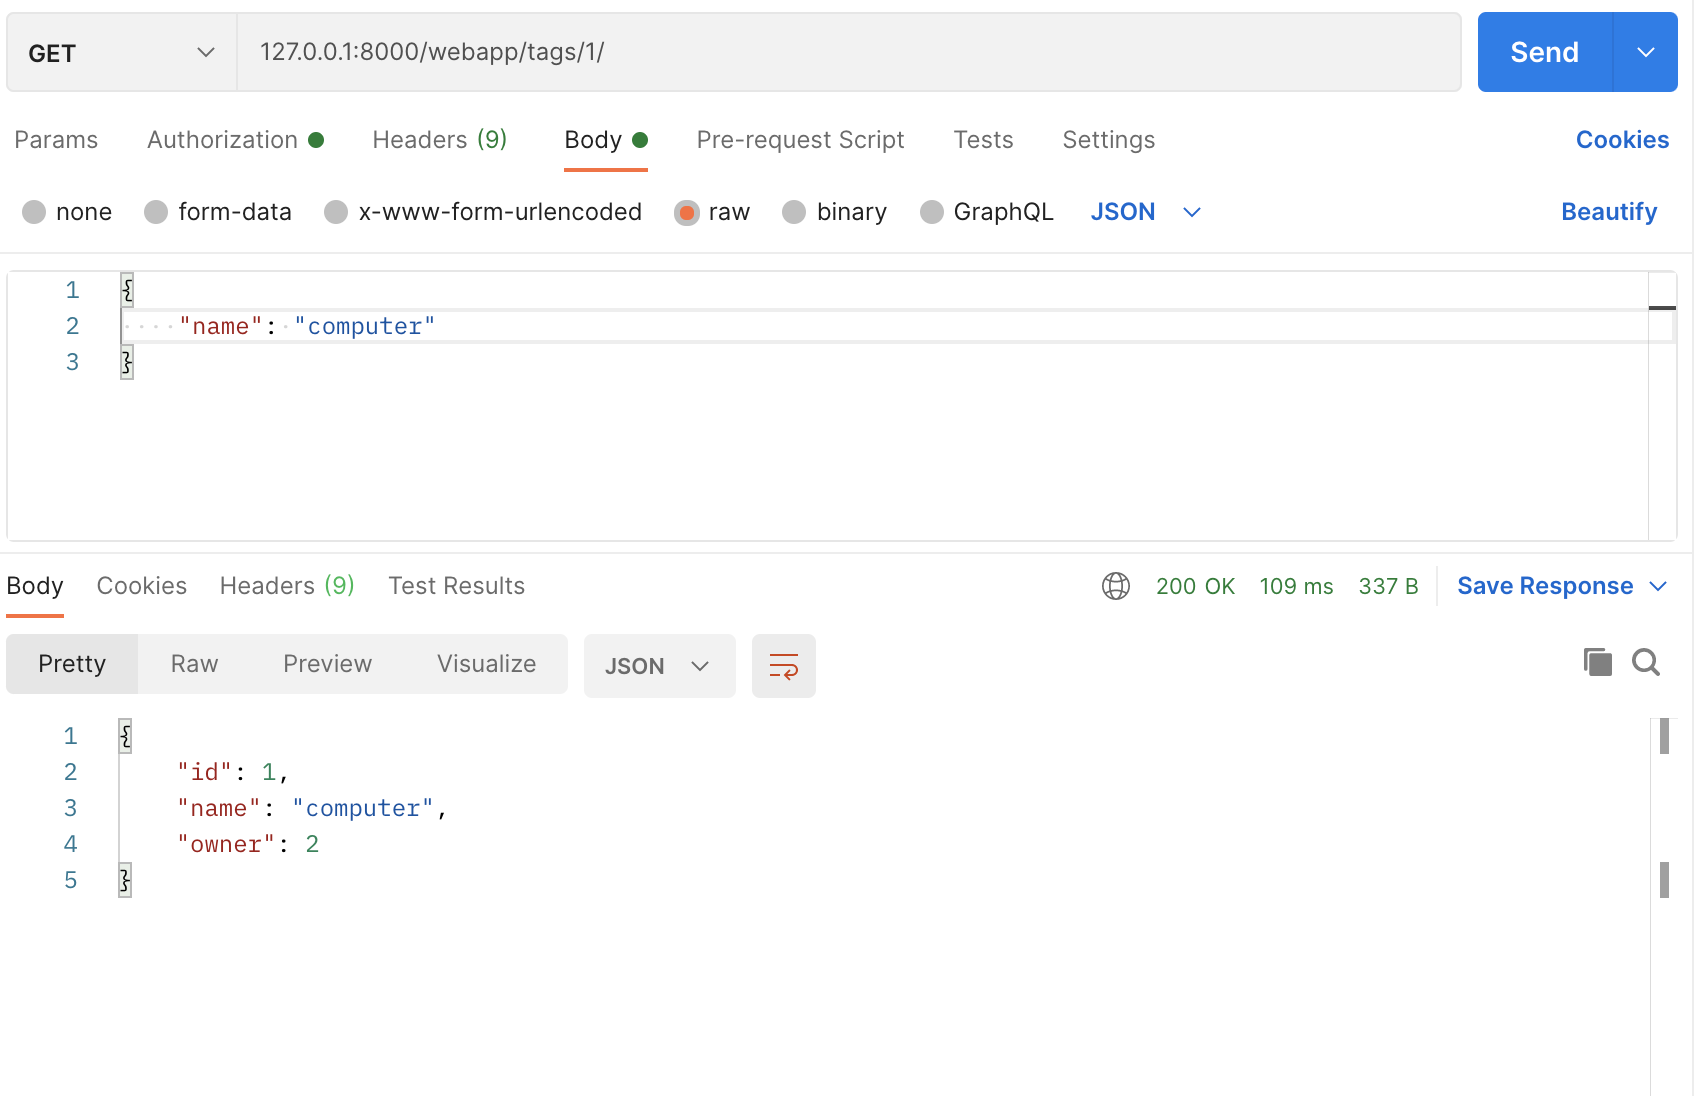 GET 127.0.0.1:8000/webapp/tags/1/ Send
Params Authorization Headers (9) Body Pre-request Script Tests Settings Cookies
none form-data x-www-form-urlencoded raw binary GraphQL JSON Beautify
1 {
2 ····"name":·"computer"
3 }
Body Cookies Headers (9) Test Results 200 OK 109 ms 337 B Save Response
Pretty Raw Preview Visualize JSON
1 {
2 "id": 1,
3 "name": "computer",
4 "owner": 2
5 }